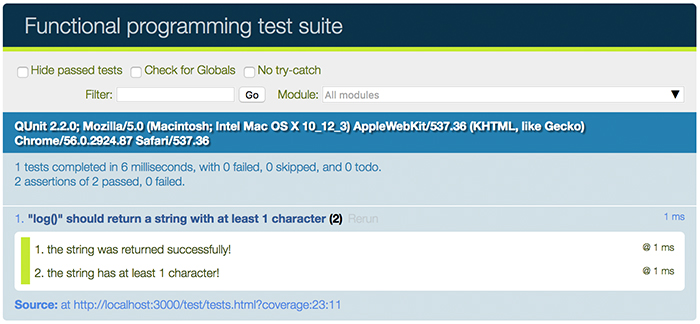 Functional programming test suite
Hide passed tests Check for Globals No try-catch
Filter: Go Module: All modules ▼
QUnit 2.2.0; Mozilla/5.0 (Macintosh; Intel Mac OS X 10_12_3) AppleWebKit/537.36 (KHTML, like Gecko)
Chrome/56.0.2924.87 Safari/537.36
1 tests completed in 6 milliseconds, with 0 failed, 0 skipped, and 0 todo.
2 assertions of 2 passed, 0 failed.
1. "log()" should return a string with at least 1 character (2) Rerun 1 ms
1. the string was returned successfully! @ 1 ms
2. the string has at least 1 character! @ 1 ms
Source: at http://localhost:3000/test/tests.html?coverage:23:11